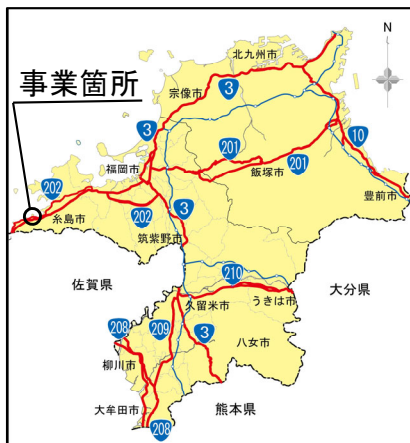 北九州市
N
事業箇所
宗像市
3
3
福岡市
201
10
202
飯塚市
201
豊前市
糸島市
202
筑紫野市
3
佐賀県
210
大分県
久留米市
うきは市
208
209
3
柳川市
八女市
大牟田市
熊本県
208